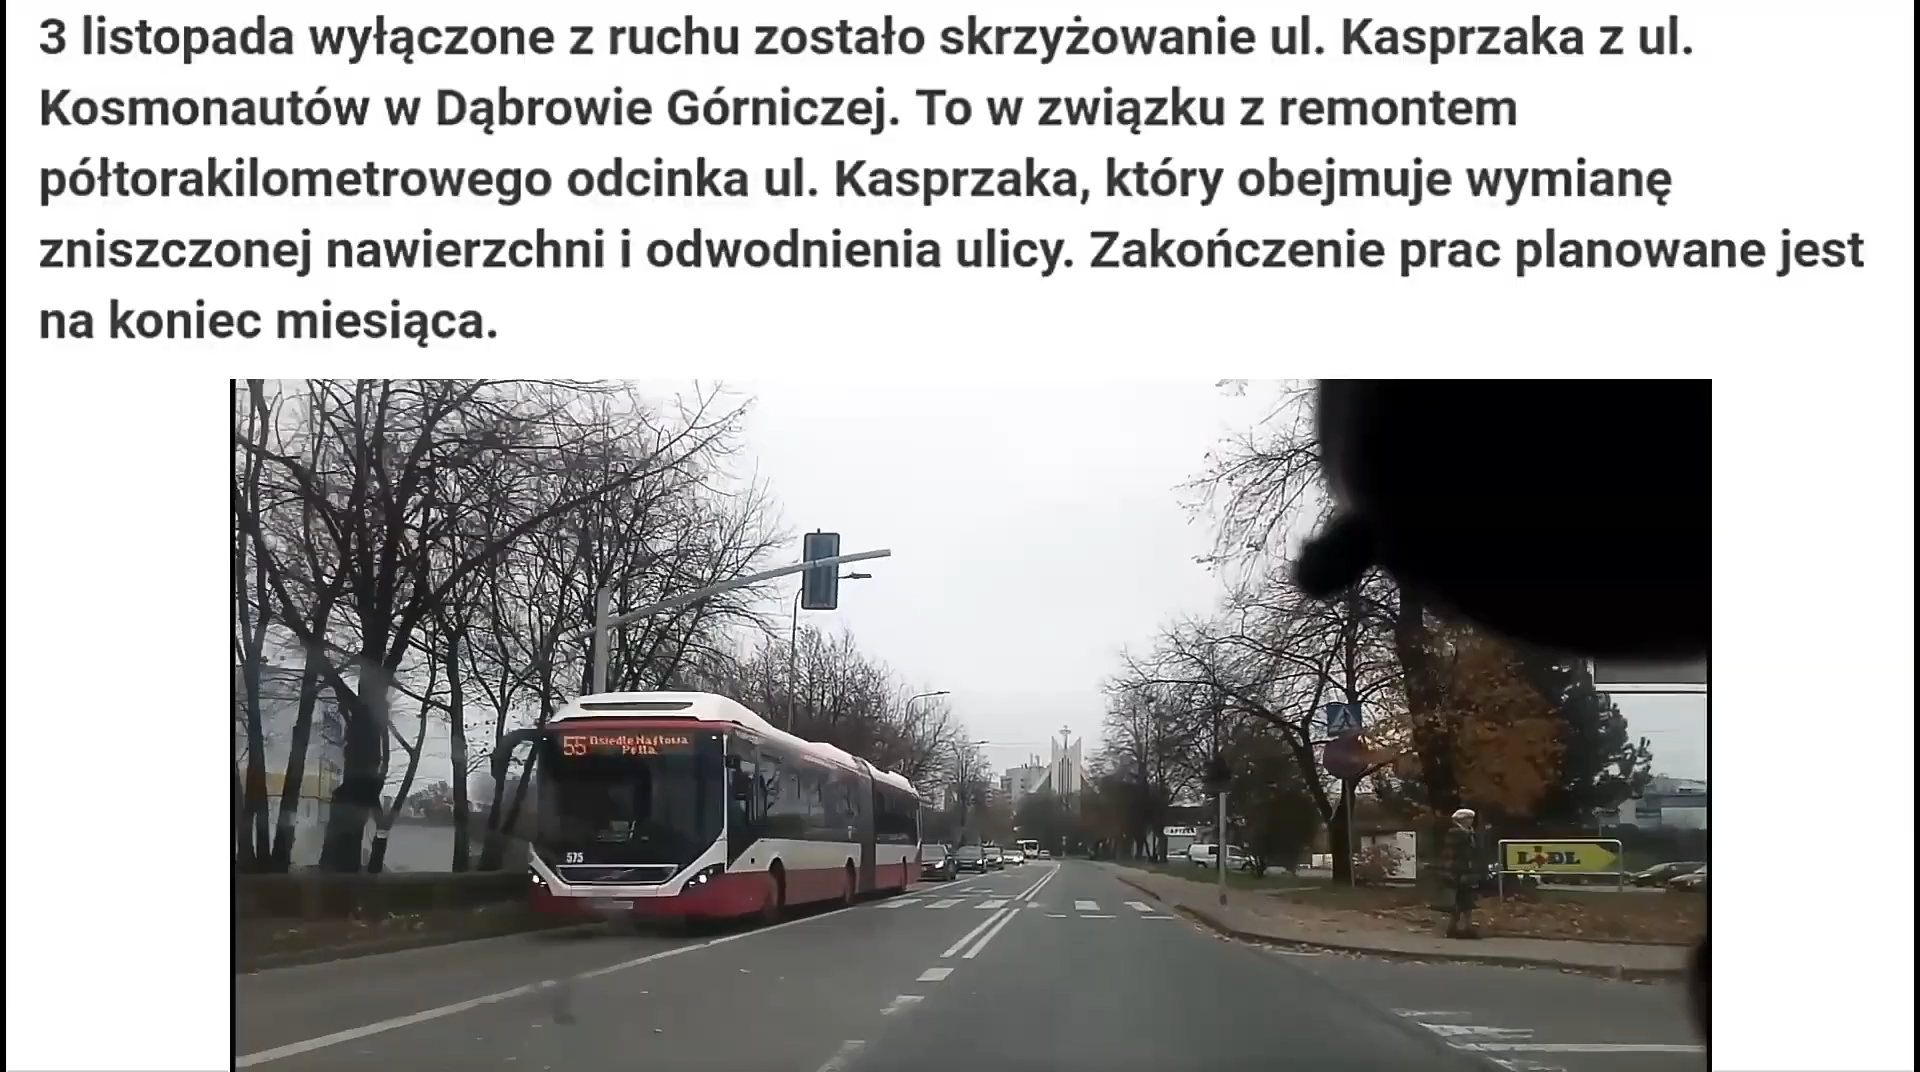 3 listopada wyłączone z ruchu zostało skrzyżowanie ul. Kasprzaka z ul.
Kosmonautów w Dąbrowie Górniczej. To w związku z remontem
półtorakilometrowego odcinka ul. Kasprzaka, który obejmuje wymianę
zniszczonej nawierzchni i odwodnienia ulicy. Zakończenie prac planowane jest
na koniec miesiąca.
55 Osiedle Naftowa
Pętla
575
APTEKA
LIDL